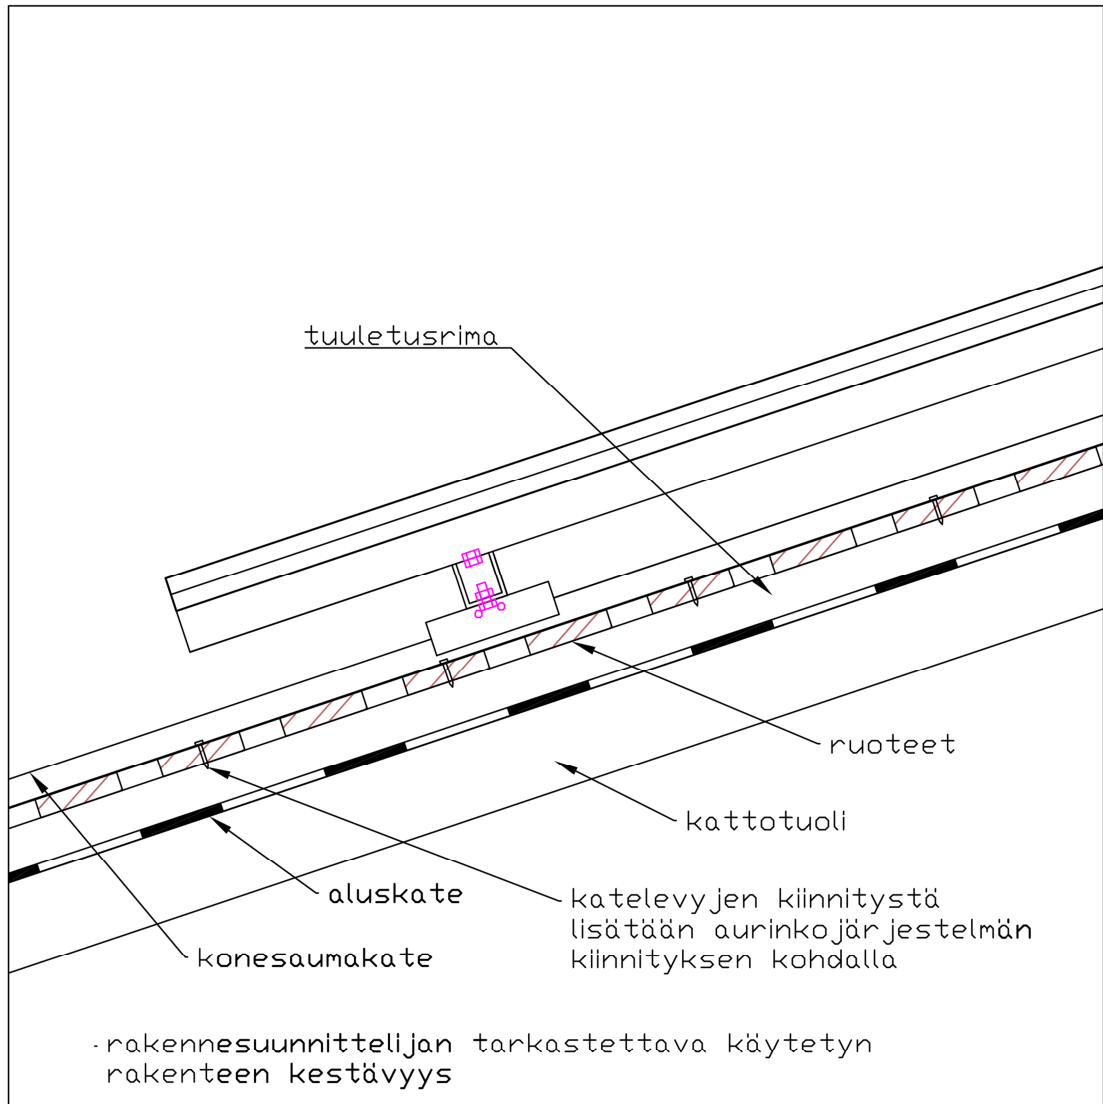 tuuletusrima
ruoteet
kattotuoli
aluskate
katelevyjen kiinnitystä
lisätään aurinkojärjestelmän
kiinnityksen kohdalla
konesaumakate
-rakennesuunnittelijan tarkastettava käytetyn
rakenteen kestävyys